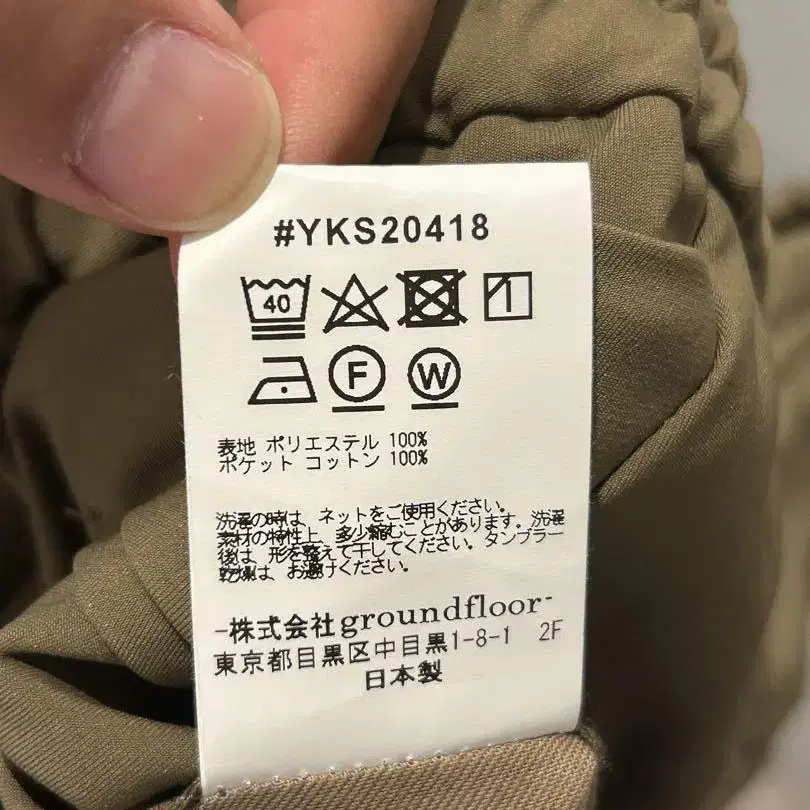 #YKS20418
40
F W
表地 ポリエステル 100%
ポケット コットン 100%
洗濯の時は、ネットをご使用ください。
素材の特性上、多少縮むことがあります。洗濯
後は、形を整えて干してください。タンブラー
乾燥は、お避けください。
-株式会社groundfloor-
東京都目黒区中目黒1-8-1 2F
日本製